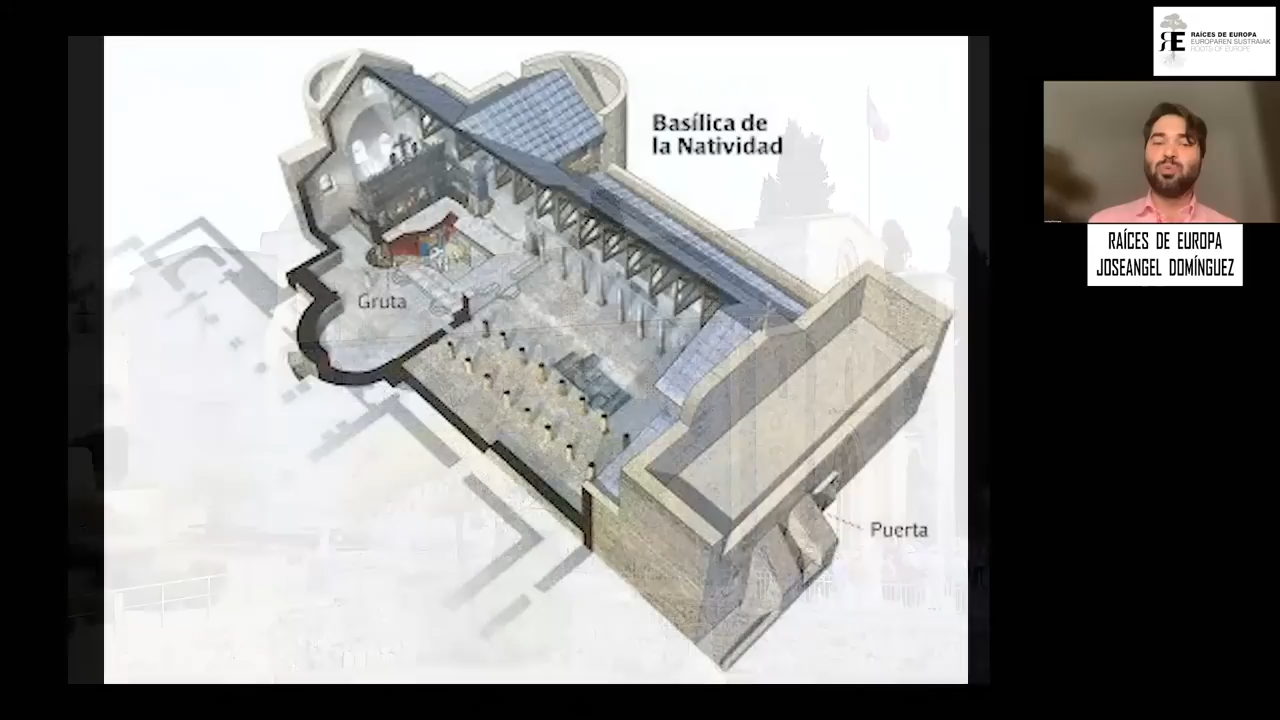 Basílica de
la Natividad
Gruta
Puerta
RAÍCES DE EUROPA
EUROPAREN SUSTRAIAK
ROOTS OF EUROPE
RAÍCES DE EUROPA
JOSEANGEL DOMÍNGUEZ